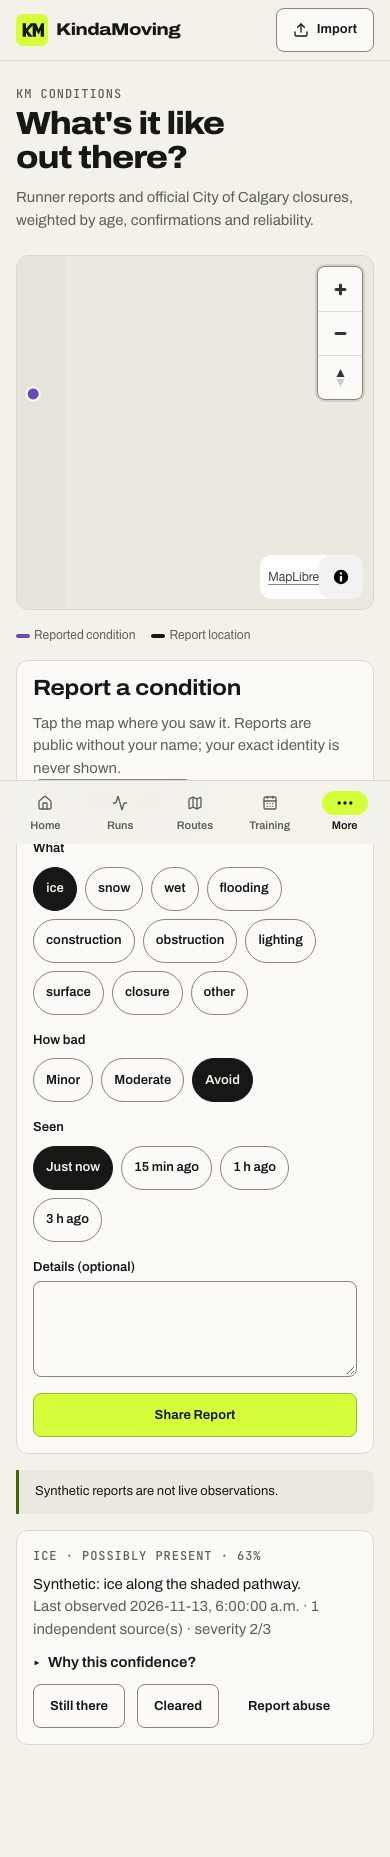 KM KindaMoving
Import
KM CONDITIONS
What's it like
out there?
Runner reports and official City of Calgary closures,
weighted by age, confirmations and reliability.
MapLibre
Reported condition Report location
Report a condition
Tap the map where you saw it. Reports are
public without your name; your exact identity is
never shown.
Home Runs Routes Training More
What
ice snow wet flooding
construction obstruction lighting
surface closure other
How bad
Minor Moderate Avoid
Seen
Just now 15 min ago 1 h ago
3 h ago
Details (optional)
Share Report
Synthetic reports are not live observations.
ICE · POSSIBLY PRESENT · 63%
Synthetic: ice along the shaded pathway.
Last observed 2026-11-13, 6:00:00 a.m. · 1
independent source(s) · severity 2/3
Why this confidence?
Still there Cleared Report abuse